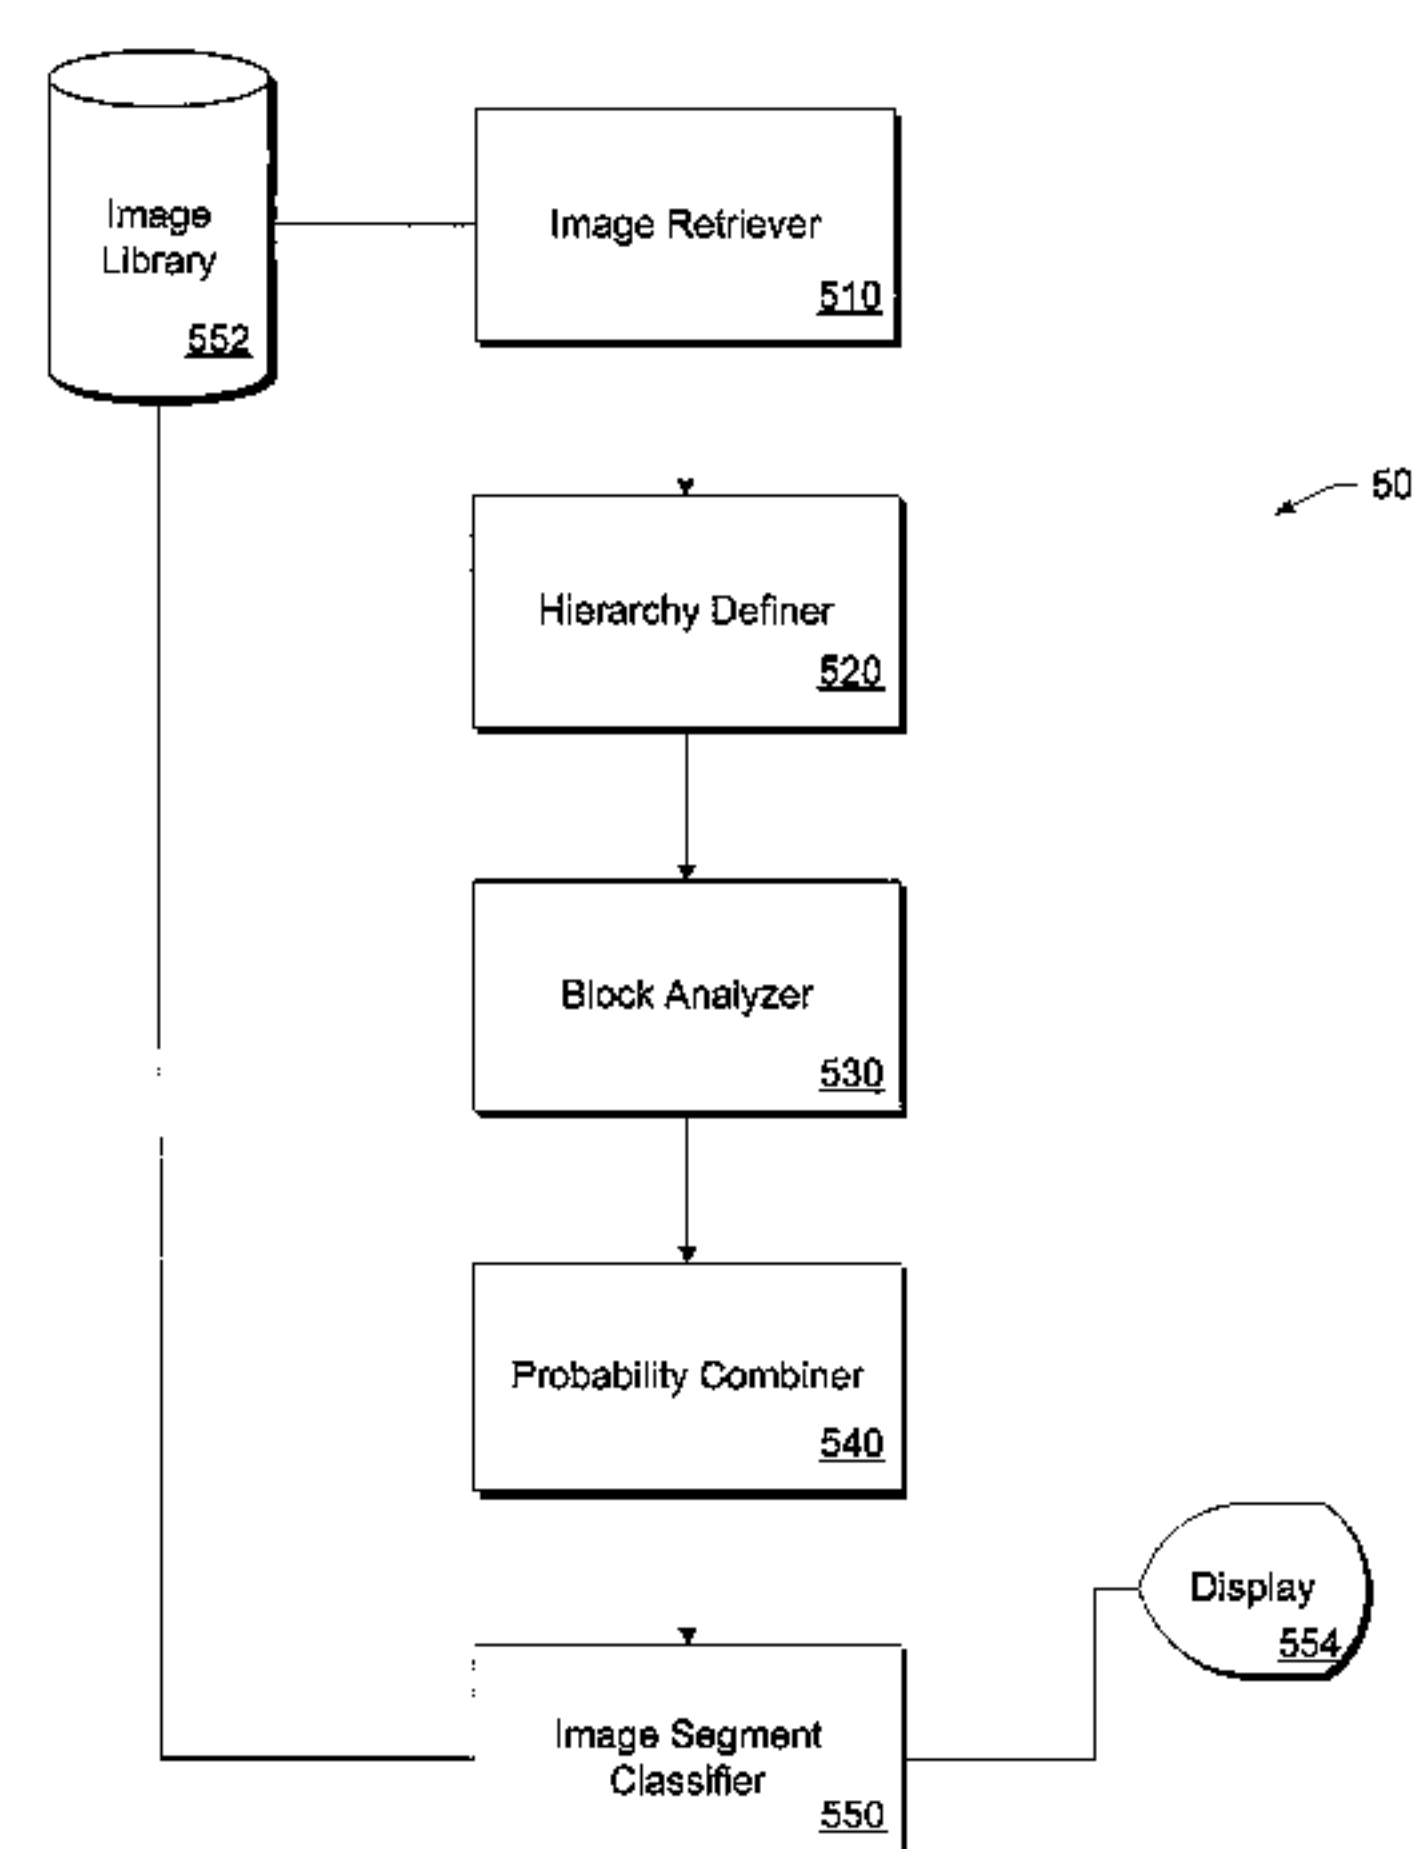 Image
Library
552
Image Retriever
510
50
Hierarchy Definer
520
Block Analyzer
530
Probability Combiner
540
Display
554
Image Segment
Classifier
550